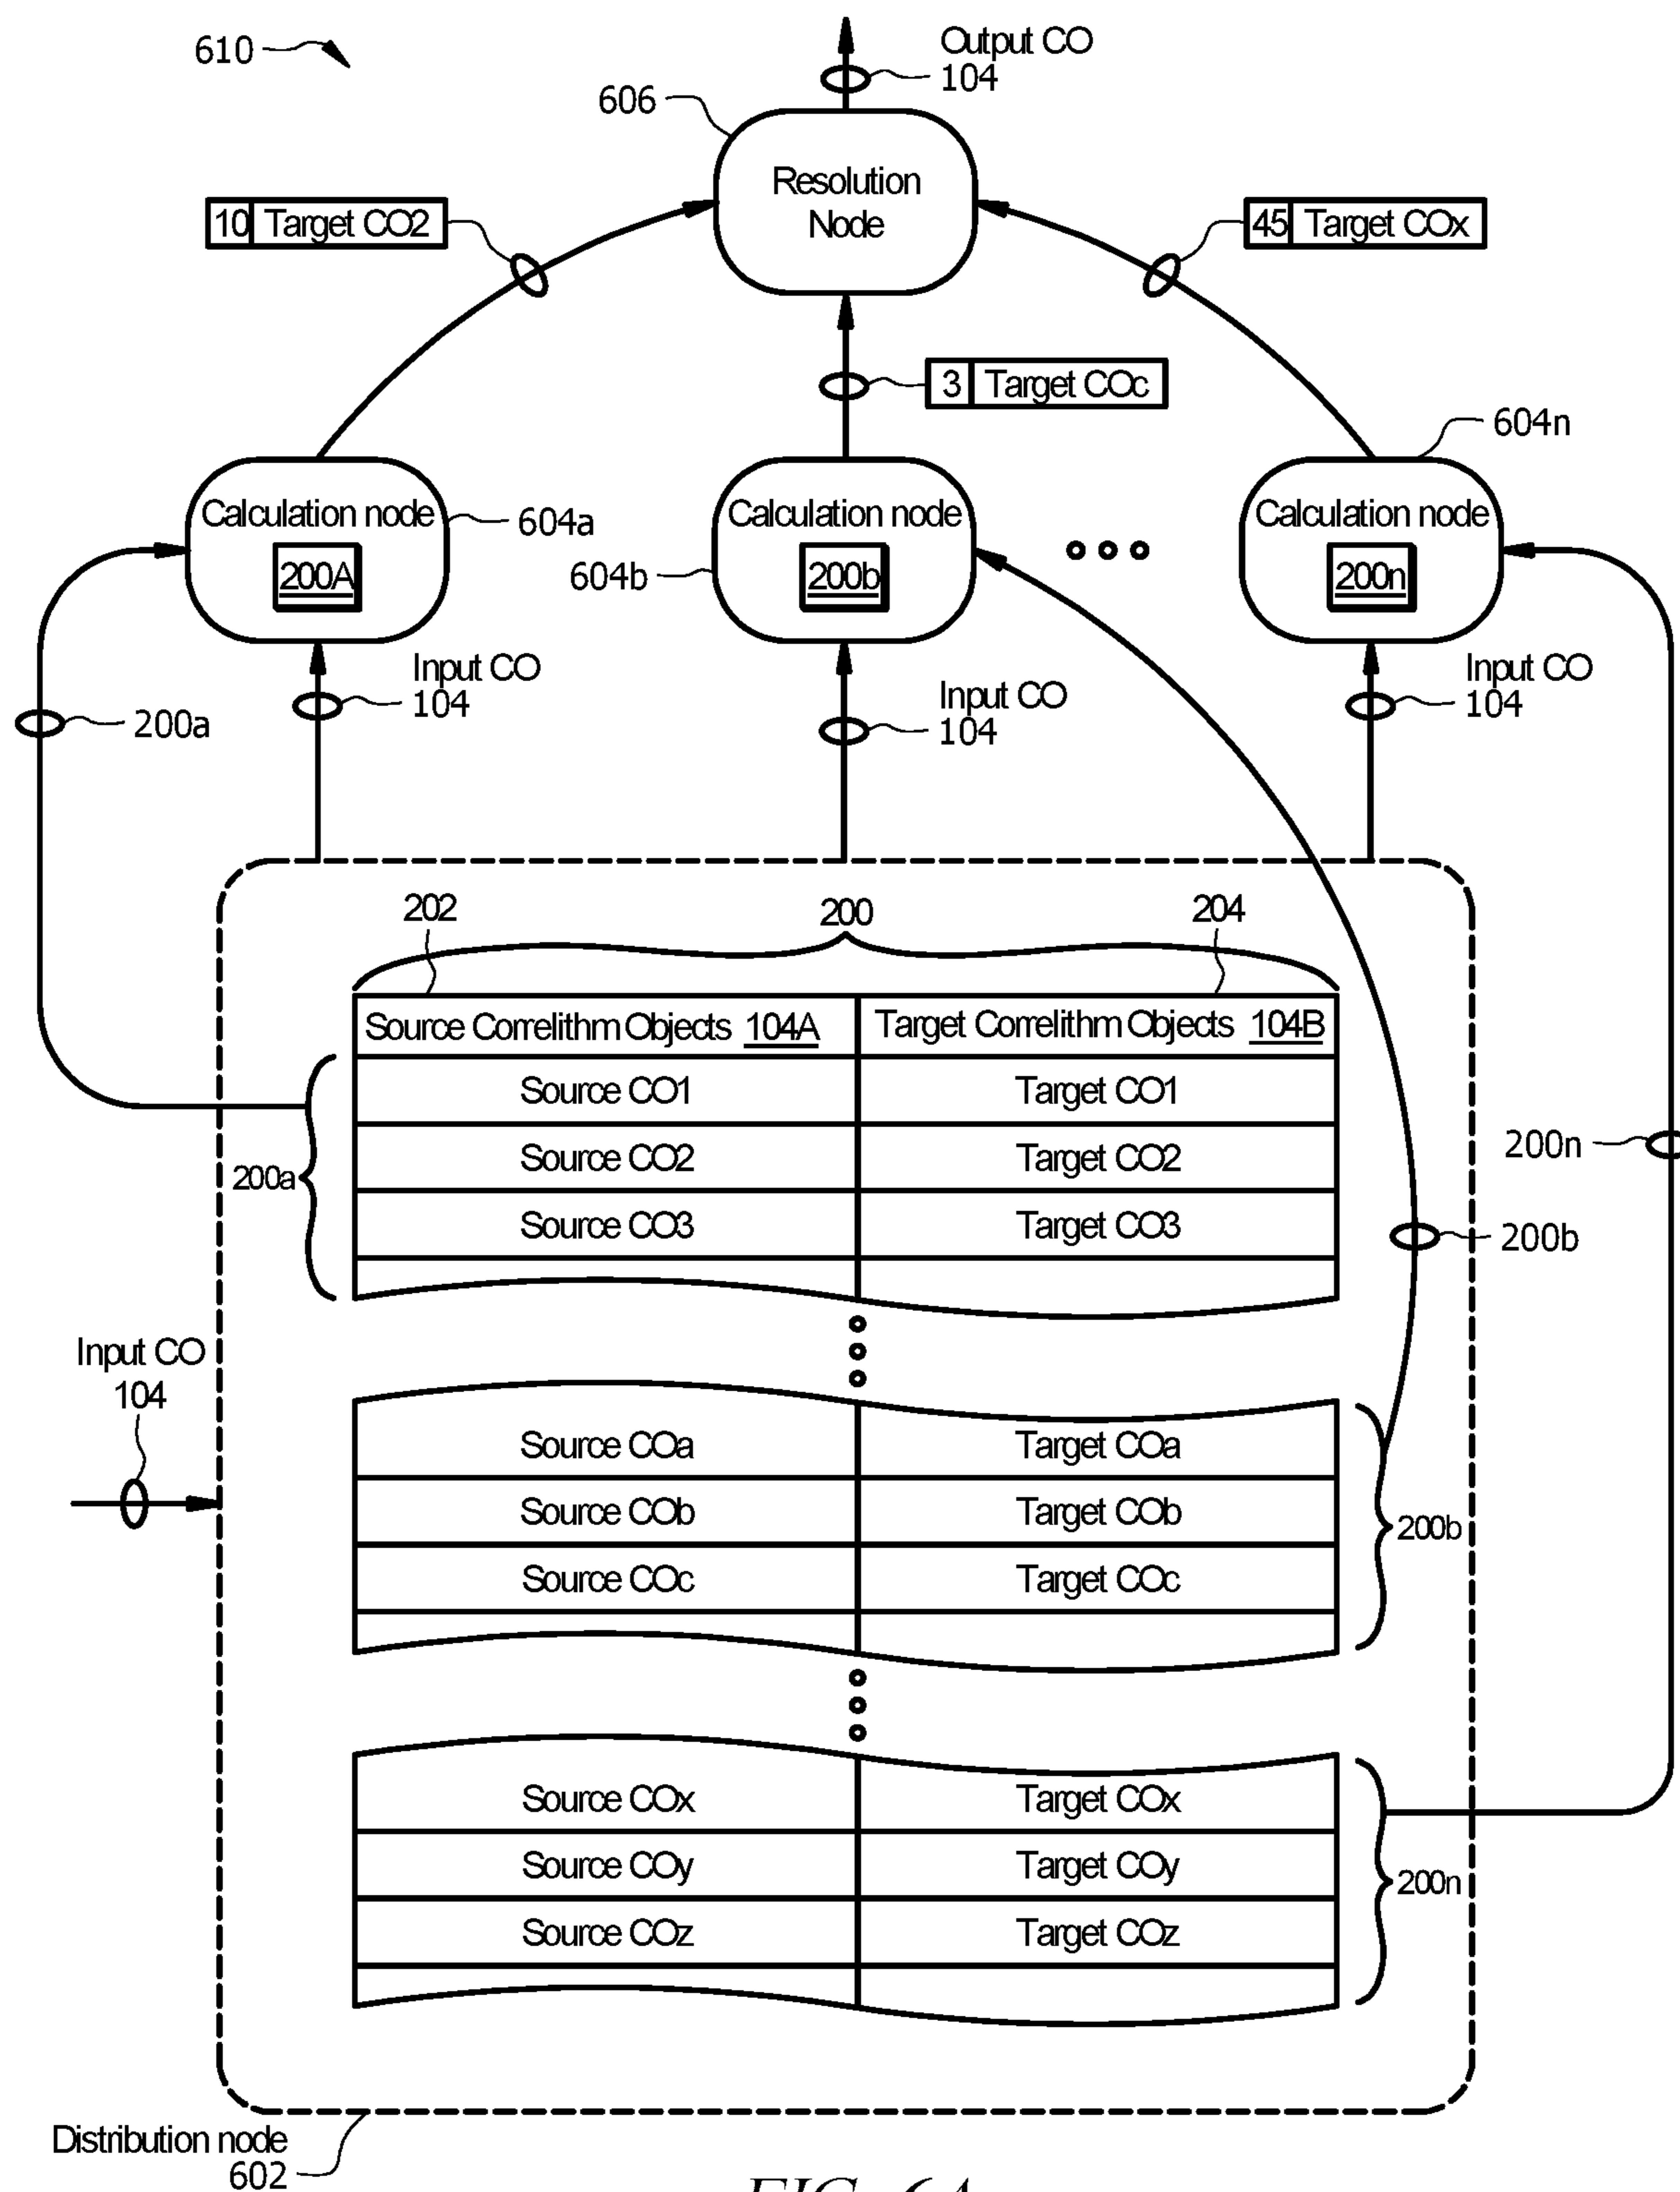 610
Output CO
104
606
Resolution
Node
10 Target CO2
45 Target COx
3 Target COc
604n
Calculation node
200A
604a
Calculation node
200b
604b
Calculation node
200n
Input CO
104
Input CO
104
Input CO
104
200a
202
200
204
Source Correlithm Objects 104A
Target Correlithm Objects 104B
Source CO1
Target CO1
Source CO2
Target CO2
Source CO3
Target CO3
200a
200n
200b
Input CO
104
Source COa
Target COa
Source COb
Target COb
Source COc
Target COc
200b
Source COx
Target COx
Source COy
Target COy
Source COz
Target COz
200n
Distribution node
602
FIG. 6A